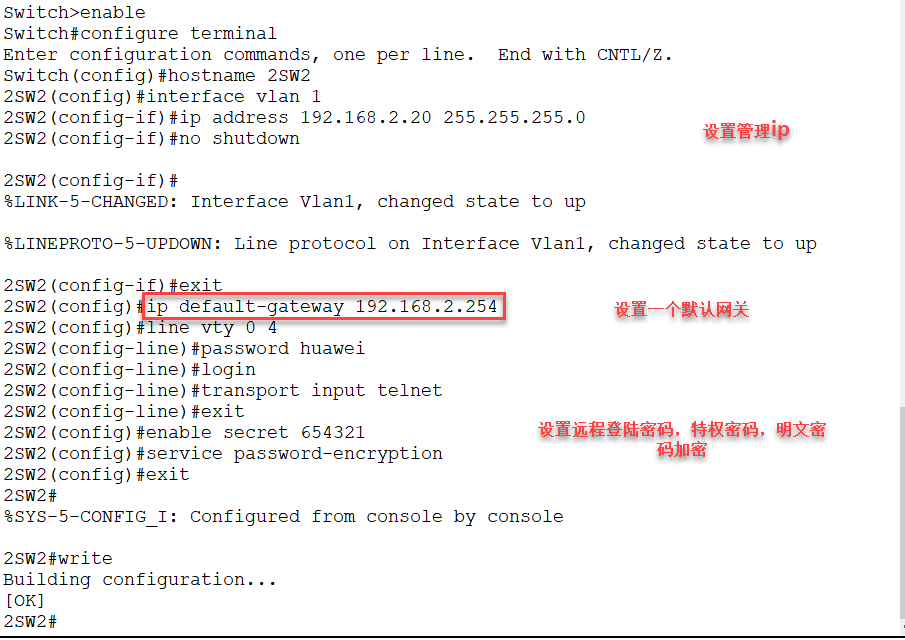 Switch>enable
Switch#configure terminal
Enter configuration commands, one per line.  End with CNTL/Z.
Switch(config)#hostname 2SW2
2SW2(config)#interface vlan 1
2SW2(config-if)#ip address 192.168.2.20 255.255.255.0
设置管理ip
2SW2(config-if)#no shutdown
2SW2(config-if)#
%LINK-5-CHANGED: Interface Vlan1, changed state to up
%LINEPROTO-5-UPDOWN: Line protocol on Interface Vlan1, changed state to up
2SW2(config-if)#exit
2SW2(config)#ip default-gateway 192.168.2.254
设置一个默认网关
2SW2(config)#line vty 0 4
2SW2(config-line)#password huawei
2SW2(config-line)#login
2SW2(config-line)#transport input telnet
2SW2(config-line)#exit
2SW2(config)#enable secret 654321
设置远程登陆密码，特权密码，明文密
码加密
2SW2(config)#service password-encryption
2SW2(config)#exit
2SW2#
%SYS-5-CONFIG_I: Configured from console by console
2SW2#write
Building configuration...
[OK]
2SW2#